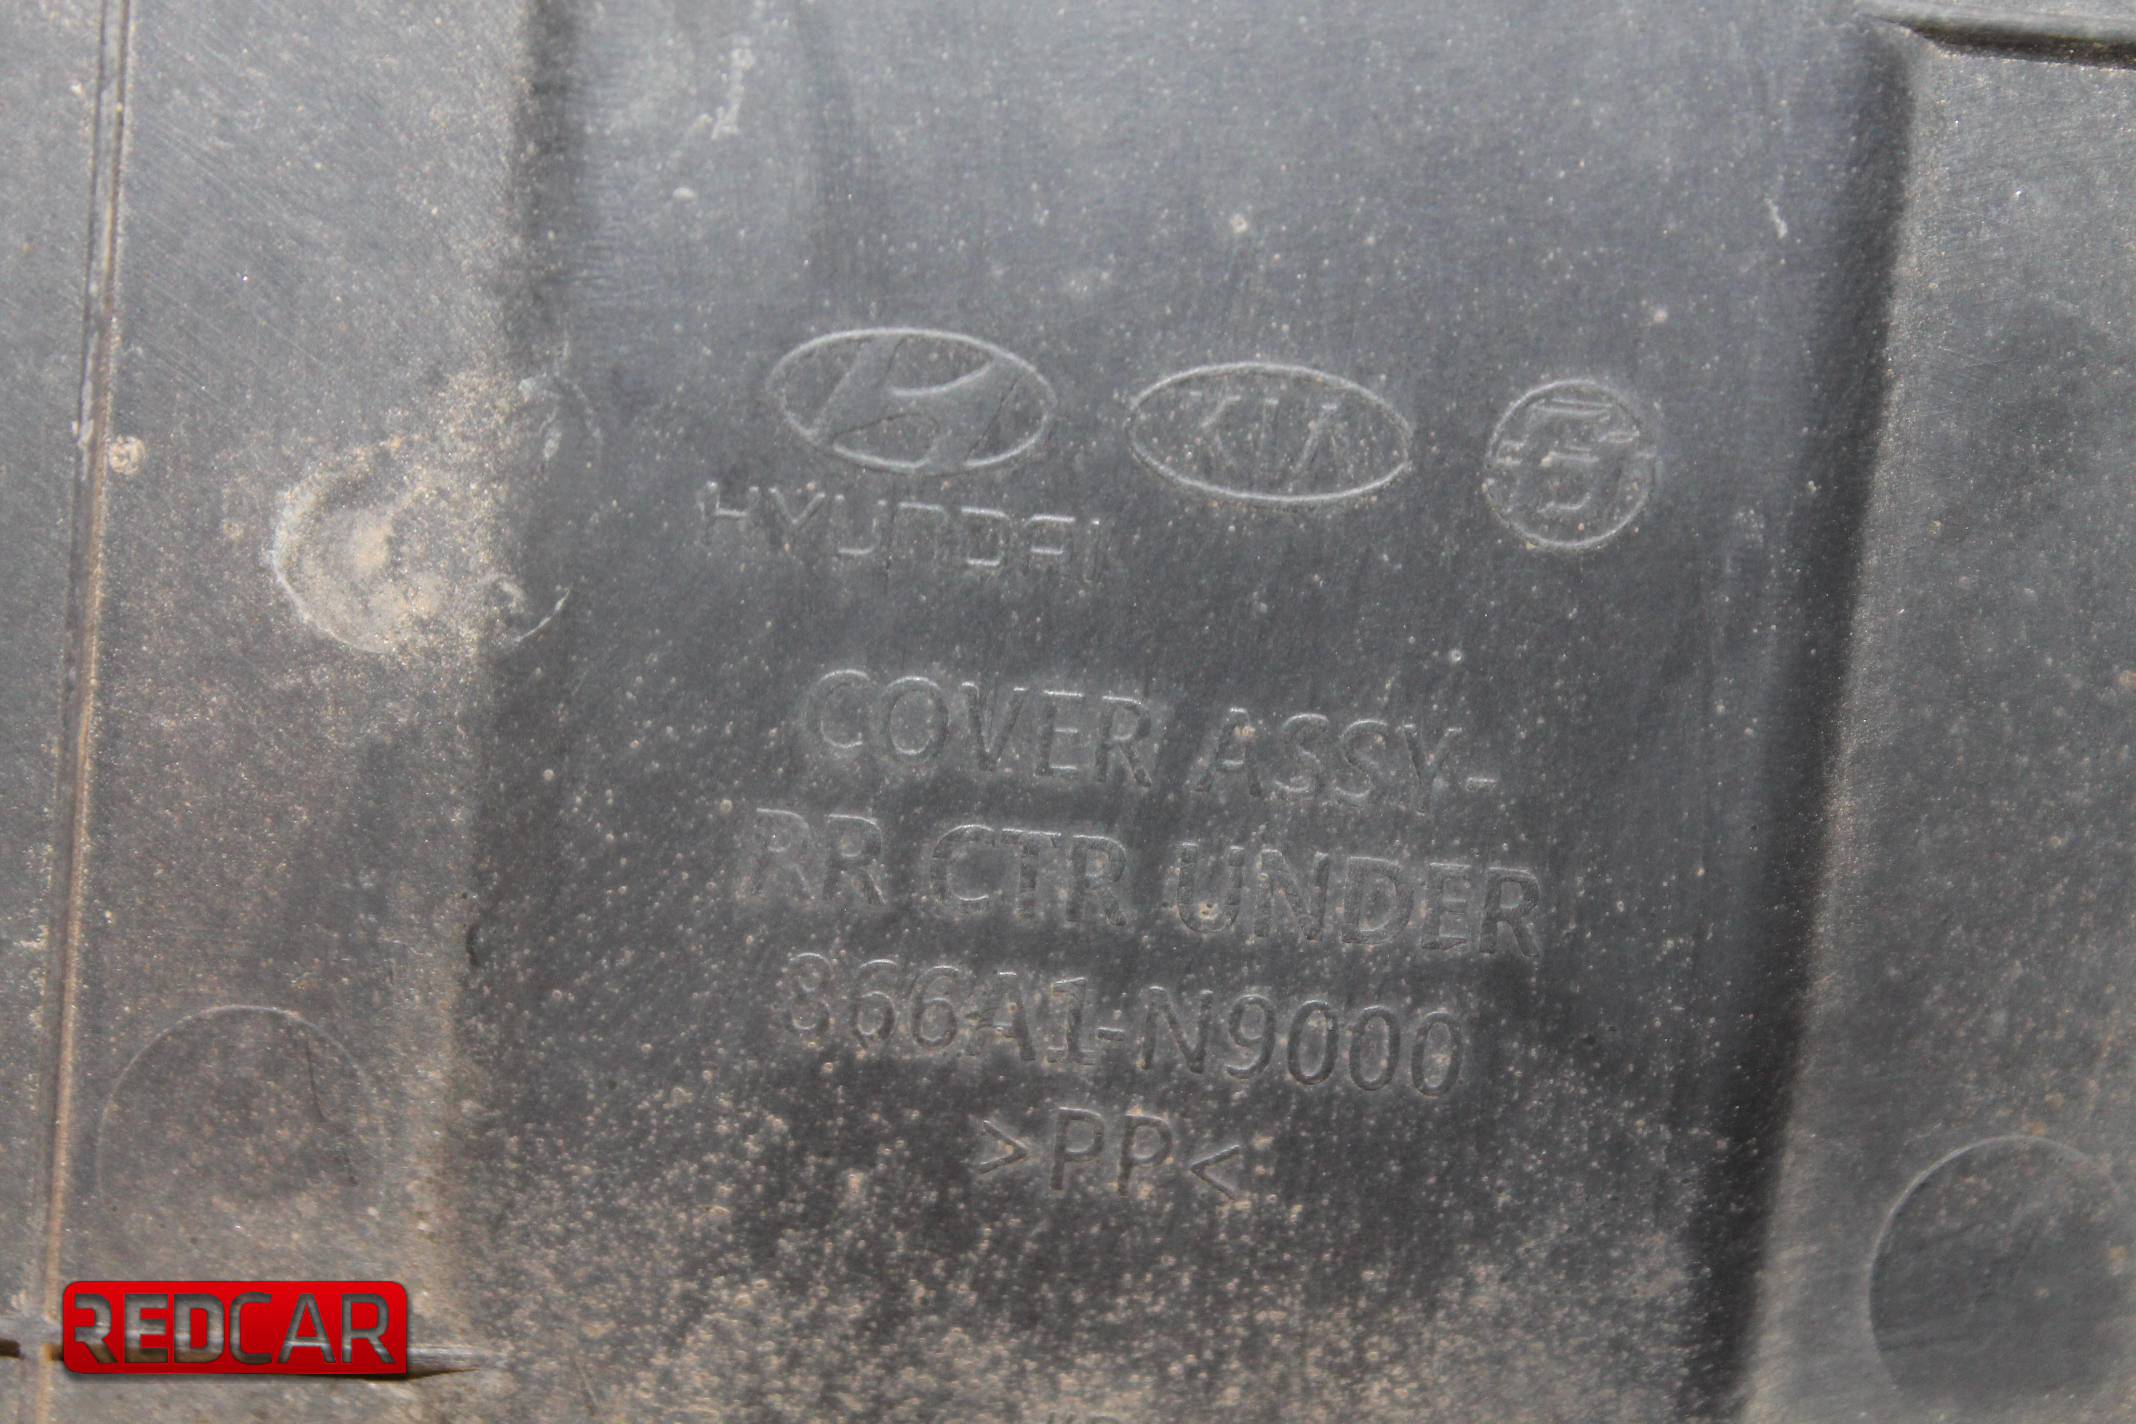 HYUNDAI
KIA
COVER ASSY-
RR CTR UNDER
866A1-N9000
>PP<
REDCAR